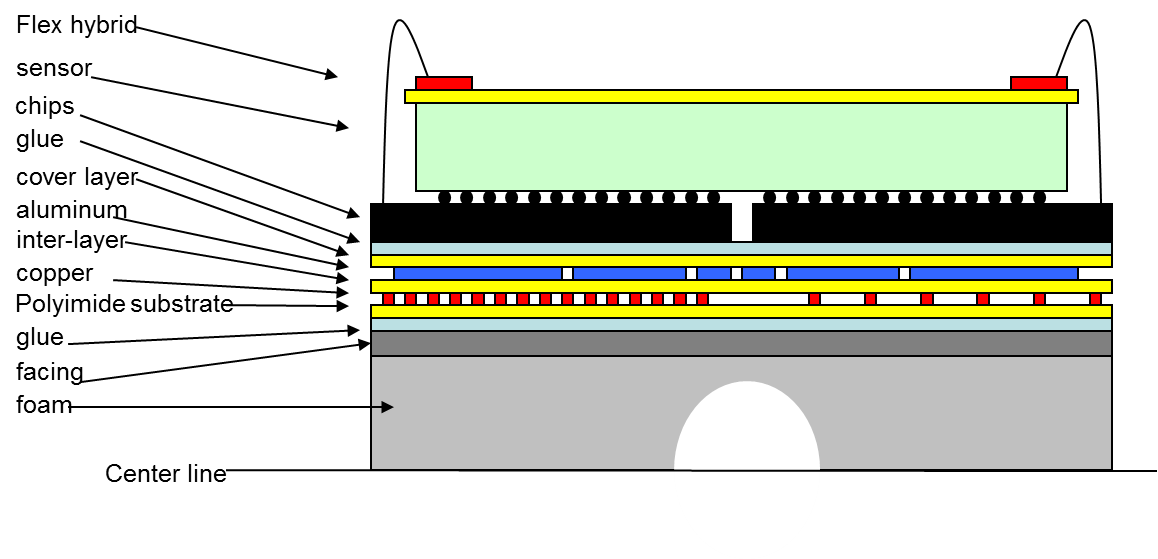 Flex hybrid
sensor
chips
glue
cover layer
aluminum
inter-layer
copper
Polyimide substrate
glue
facing
foam
Center line